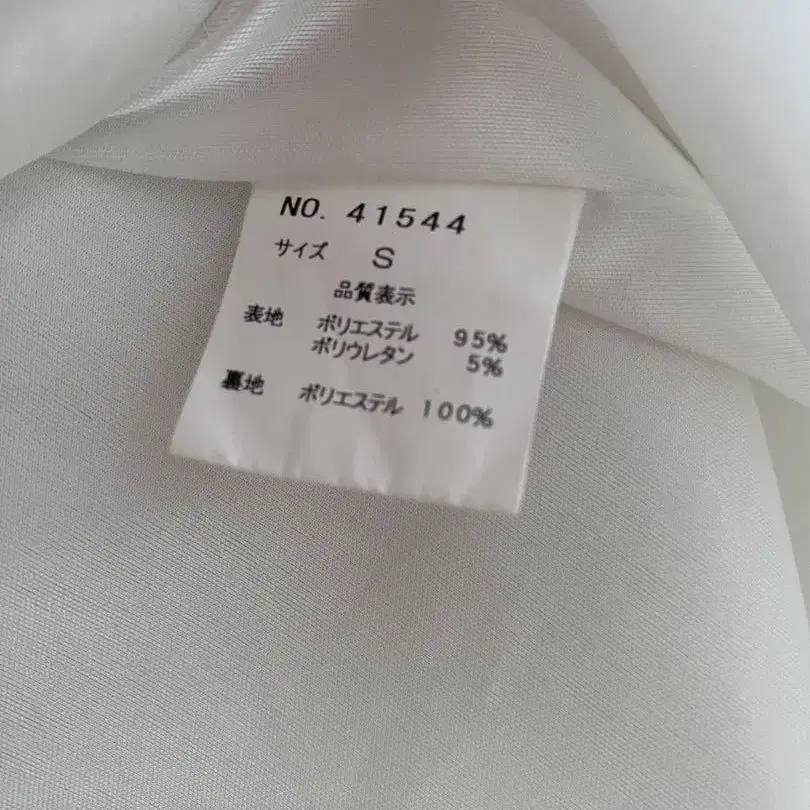 NO. 41544
サイズ S
品質表示
表地 ポリエステル 95%
ポリウレタン 5%
裏地 ポリエステル 100%